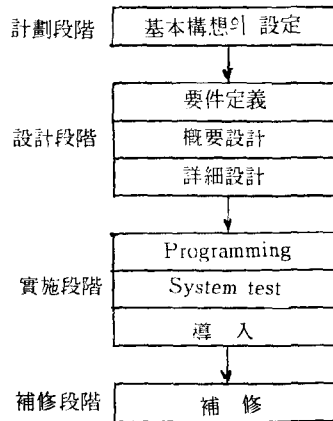 計劃段階 基本構想의 設定
要件定義
設計段階 概要設計
詳細設計
Programming
實施段階 System test
導 入
補修段階 補 修